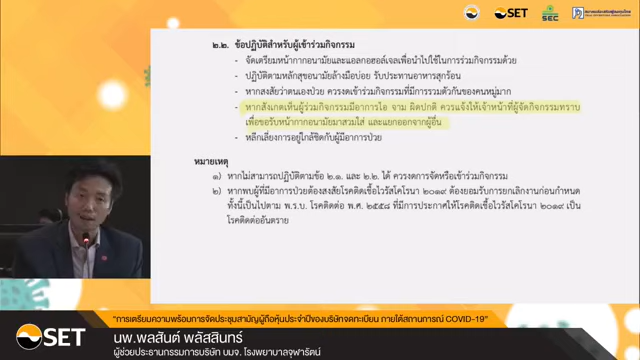 SET
SEC
๒.๒. ข้อปฏิบัติสำหรับผู้เข้าร่วมกิจกรรม
- จัดเตรียมหน้ากากอนามัยและแอลกอฮอล์เจลเพื่อนำไปใช้ในการร่วมกิจกรรมด้วย
- ปฏิบัติตามหลักสุขอนามัยล้างมือบ่อย รับประทานอาหารสุกร้อน
- หากสงสัยว่าตนเองป่วย ควรงดเข้าร่วมกิจกรรมที่มีการรวมตัวกันของคนหมู่มาก
- หากสังเกตเห็นผู้ร่วมกิจกรรมมีอาการไอ จาม ผิดปกติ ควรแจ้งให้เจ้าหน้าที่ผู้จัดกิจกรรมทราบ
เพื่อขอรับหน้ากากอนามัยมาสวมใส่ และแยกออกจากผู้อื่น
- หลีกเลี่ยงการอยู่ใกล้ชิดกับผู้มีอาการป่วย
หมายเหตุ
๑) หากไม่สามารถปฏิบัติตามข้อ ๒.๑. และ ๒.๒. ได้ ควรงดการจัดหรือเข้าร่วมกิจกรรม
๒) หากพบผู้ที่มีอาการป่วยต้องสงสัยโรคติดเชื้อไวรัสโคโรนา ๒๐๑๙ ต้องยอมรับการยกเลิกงานก่อนกำหนด
ทั้งนี้เป็นไปตาม พ.ร.บ. โรคติดต่อ พ.ศ. ๒๕๕๘ ที่มีการประกาศให้โรคติดเชื้อไวรัสโคโรนา ๒๐๑๙ เป็น
โรคติดต่ออันตราย
"การเตรียมความพร้อมการจัดประชุมสามัญผู้ถือหุ้นประจำปีของบริษัทจดทะเบียน ภายใต้สถานการณ์ COVID-19"
SET
นพ.พลสันต์ พลัสสินทร์
ผู้ช่วยประธานกรรมการบริษัท บมจ. โรงพยาบาลจุฬารัตน์